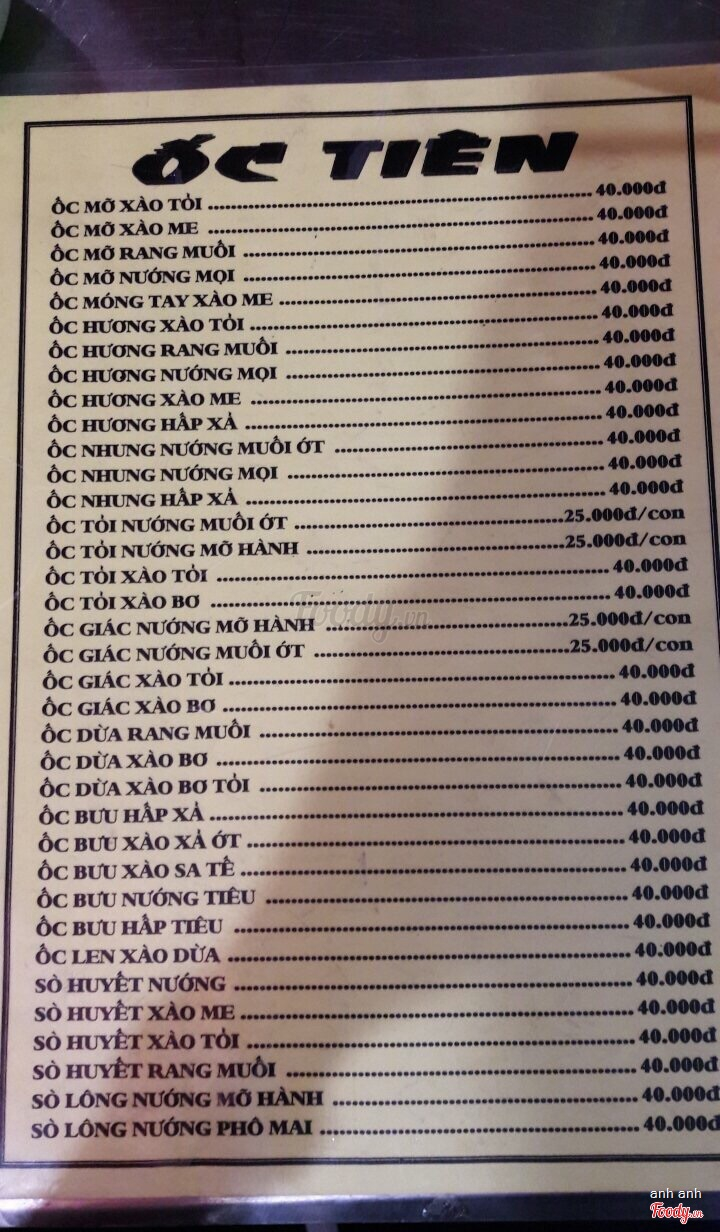 ỐC TIÊN
ỐC MỠ XÀO TỎI ........ 40.000đ
ỐC MỠ XÀO ME ........ 40.000đ
ỐC MỠ RANG MUỐI ........ 40.000đ
ỐC MỠ NƯỚNG MỌI ........ 40.000đ
ỐC MÓNG TAY XÀO ME ........ 40.000đ
ỐC HƯƠNG XÀO TỎI ........ 40.000đ
ỐC HƯƠNG RANG MUỐI ........ 40.000đ
ỐC HƯƠNG NƯỚNG MỌI ........ 40.000đ
ỐC HƯƠNG XÀO ME ........ 40.000đ
ỐC HƯƠNG HẤP XẢ ........ 40.000đ
ỐC NHUNG NƯỚNG MUỐI ỚT ........ 40.000đ
ỐC NHUNG NƯỚNG MỌI ........ 40.000đ
ỐC NHUNG HẤP XẢ ........ 40.000đ
ỐC TỎI NƯỚNG MUỐI ỚT ........ 25.000đ/con
ỐC TỎI NƯỚNG MỠ HÀNH ........ 25.000đ/con
ỐC TỎI XÀO TỎI ........ 40.000đ
ỐC TỎI XÀO BƠ ........ 40.000đ
ỐC GIÁC NƯỚNG MỠ HÀNH ........ 25.000đ/con
ỐC GIÁC NƯỚNG MUỐI ỚT ........ 25.000đ/con
ỐC GIÁC XÀO TỎI ........ 40.000đ
ỐC GIÁC XÀO BƠ ........ 40.000đ
ỐC DỪA RANG MUỐI ........ 40.000đ
ỐC DỪA XÀO BƠ ........ 40.000đ
ỐC DỪA XÀO BƠ TỎI ........ 40.000đ
ỐC BƯU HẤP XẢ ........ 40.000đ
ỐC BƯU XÀO XẢ ỚT ........ 40.000đ
ỐC BƯU XÀO SA TẾ ........ 40.000đ
ỐC BƯU NƯỚNG TIÊU ........ 40.000đ
ỐC BƯU HẤP TIÊU ........ 40.000đ
ỐC LEN XÀO DỪA ........ 40.000đ
SÒ HUYẾT NƯỚNG ........ 40.000đ
SÒ HUYẾT XÀO ME ........ 40.000đ
SÒ HUYẾT XÀO TỎI ........ 40.000đ
SÒ HUYẾT RANG MUỐI ........ 40.000đ
SÒ LÔNG NƯỚNG MỠ HÀNH ........ 40.000đ
SÒ LÔNG NƯỚNG PHÔ MAI ........ 40.000đ
Foody.vn
anh anh
Foody.vn